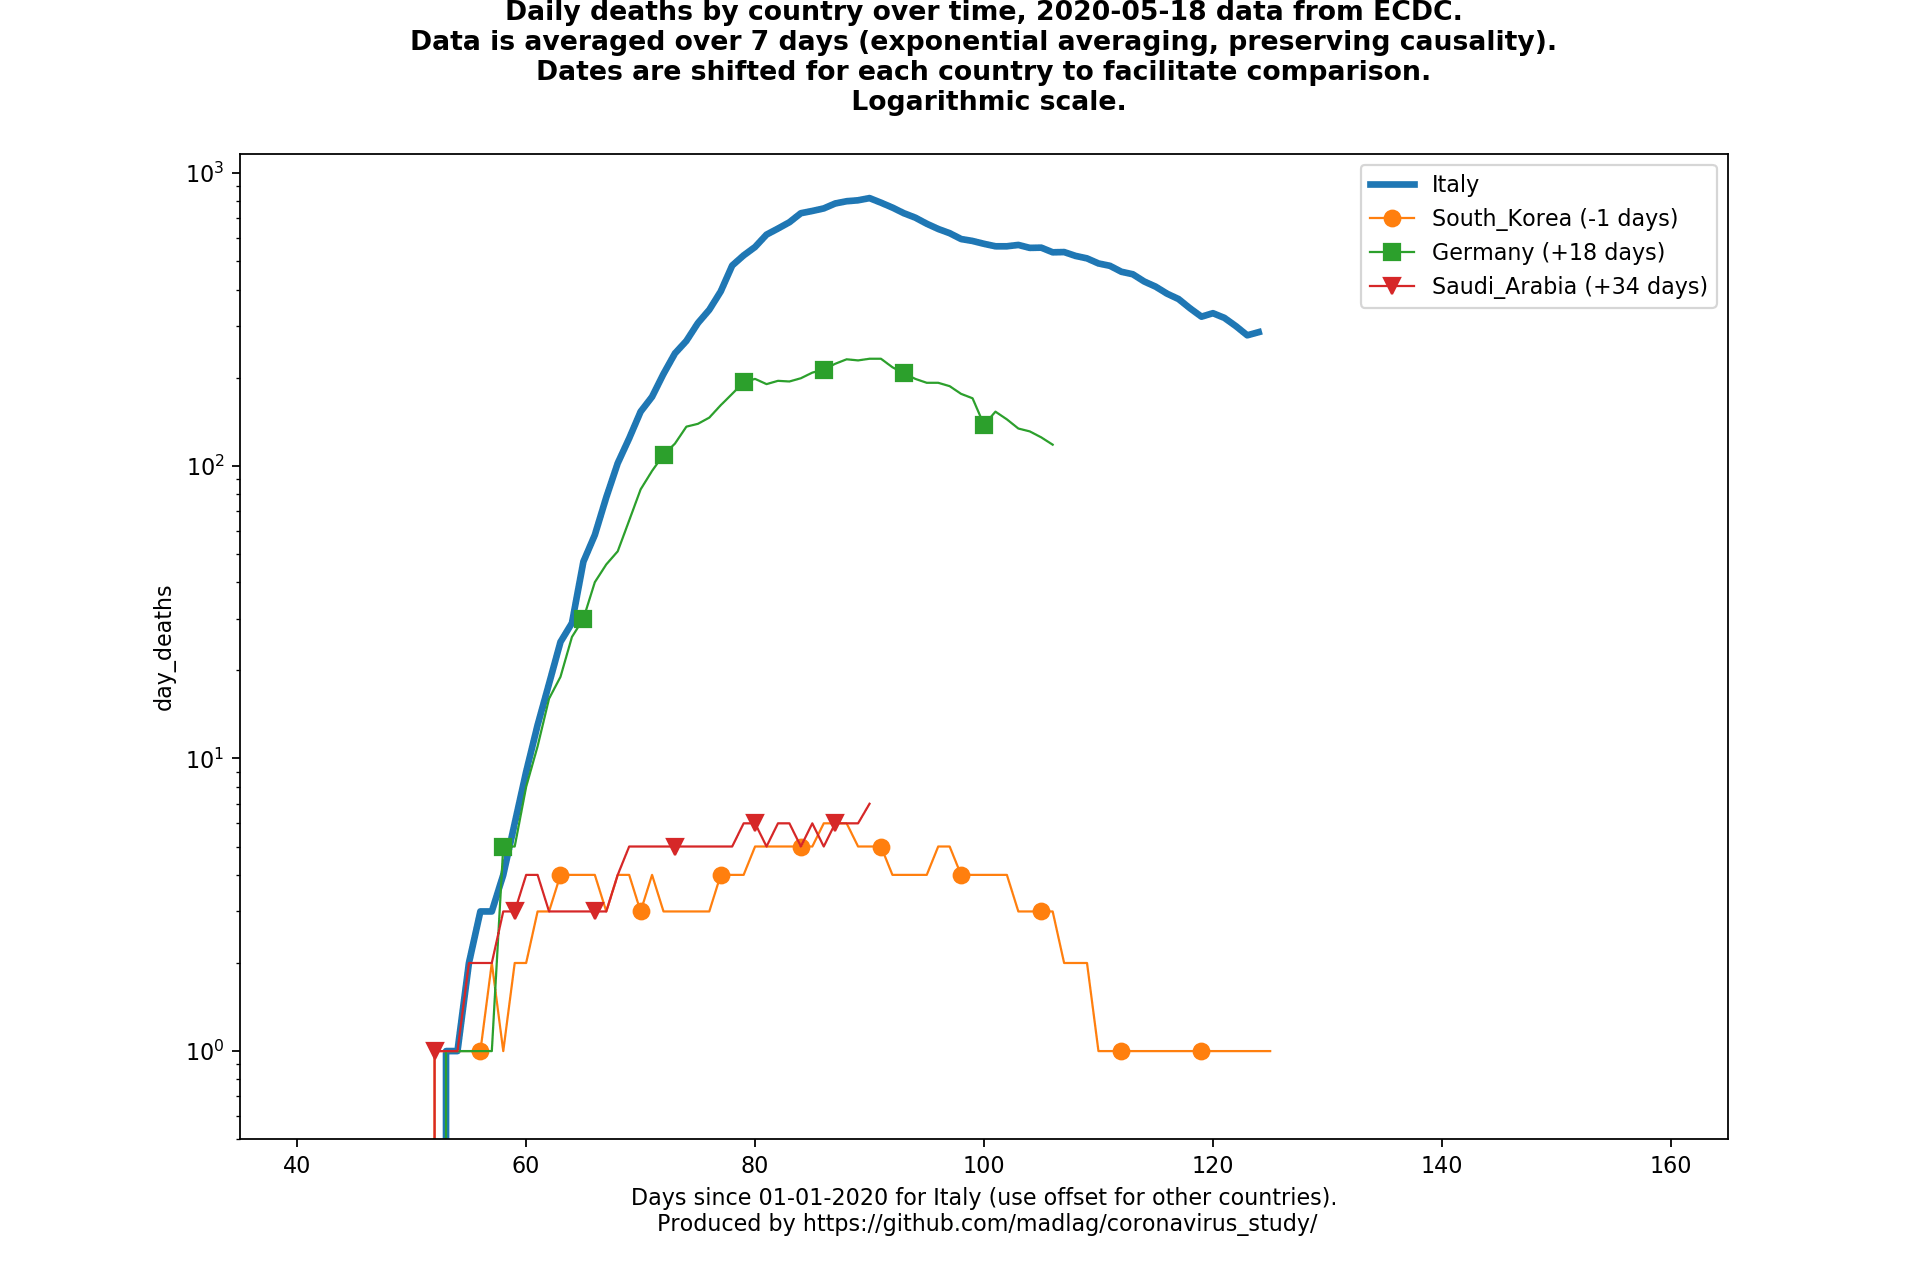 Daily deaths by country over time, 2020-05-18 data from ECDC.
Data is averaged over 7 days (exponential averaging, preserving causality).
Dates are shifted for each country to facilitate comparison.
Logarithmic scale.
10³
10²
10¹
10⁰
day_deaths
Italy
South_Korea (-1 days)
Germany (+18 days)
Saudi_Arabia (+34 days)
40 60 80 100 120 140 160
Days since 01-01-2020 for Italy (use offset for other countries).
Produced by https://github.com/madlag/coronavirus_study/